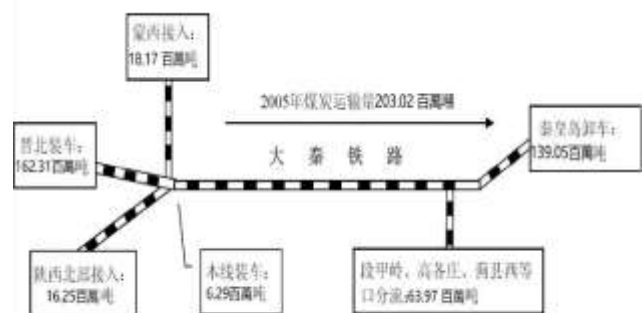 蒙西接入：
18.17 百萬吨
2005年煤炭运输量203.02 百萬吨
晋北装车：
162.31百萬吨
大秦铁路
秦皇岛卸车：
139.05百萬吨
陕西北部接入：
16.25百萬吨
本线装车：
6.29百萬吨
段甲岭、高各庄、蓟县西等
口分流:63.97 百萬吨